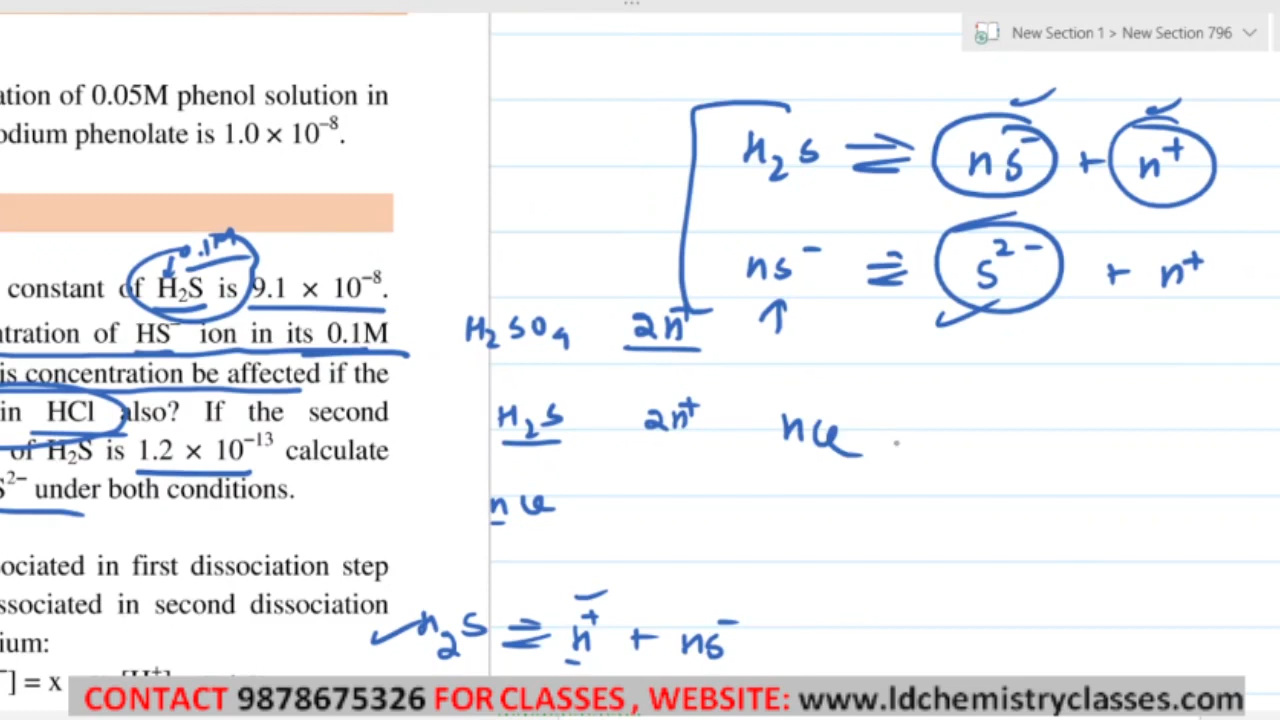 New Section 1 > New Section 796
ation of 0.05M phenol solution in
odium phenolate is 1.0 × 10⁻⁸.
0.1M
constant of H₂S is 9.1 × 10⁻⁸.
tration of HS⁻ ion in its 0.1M
is concentration be affected if the
in HCl also? If the second
of H₂S is 1.2 × 10⁻¹³ calculate
S²⁻ under both conditions.
ociated in first dissociation step
issociated in second dissociation
ium:
] = x
H₂S ⇌ HS⁻ + H⁺
HS⁻ ⇌ S²⁻ + H⁺
H₂SO₄ 2H⁺
H₂S 2H⁺ HCl
HCl
H₂S ⇌ H⁺ + HS⁻
CONTACT 9878675326 FOR CLASSES , WEBSITE: www.ldchemistryclasses.com